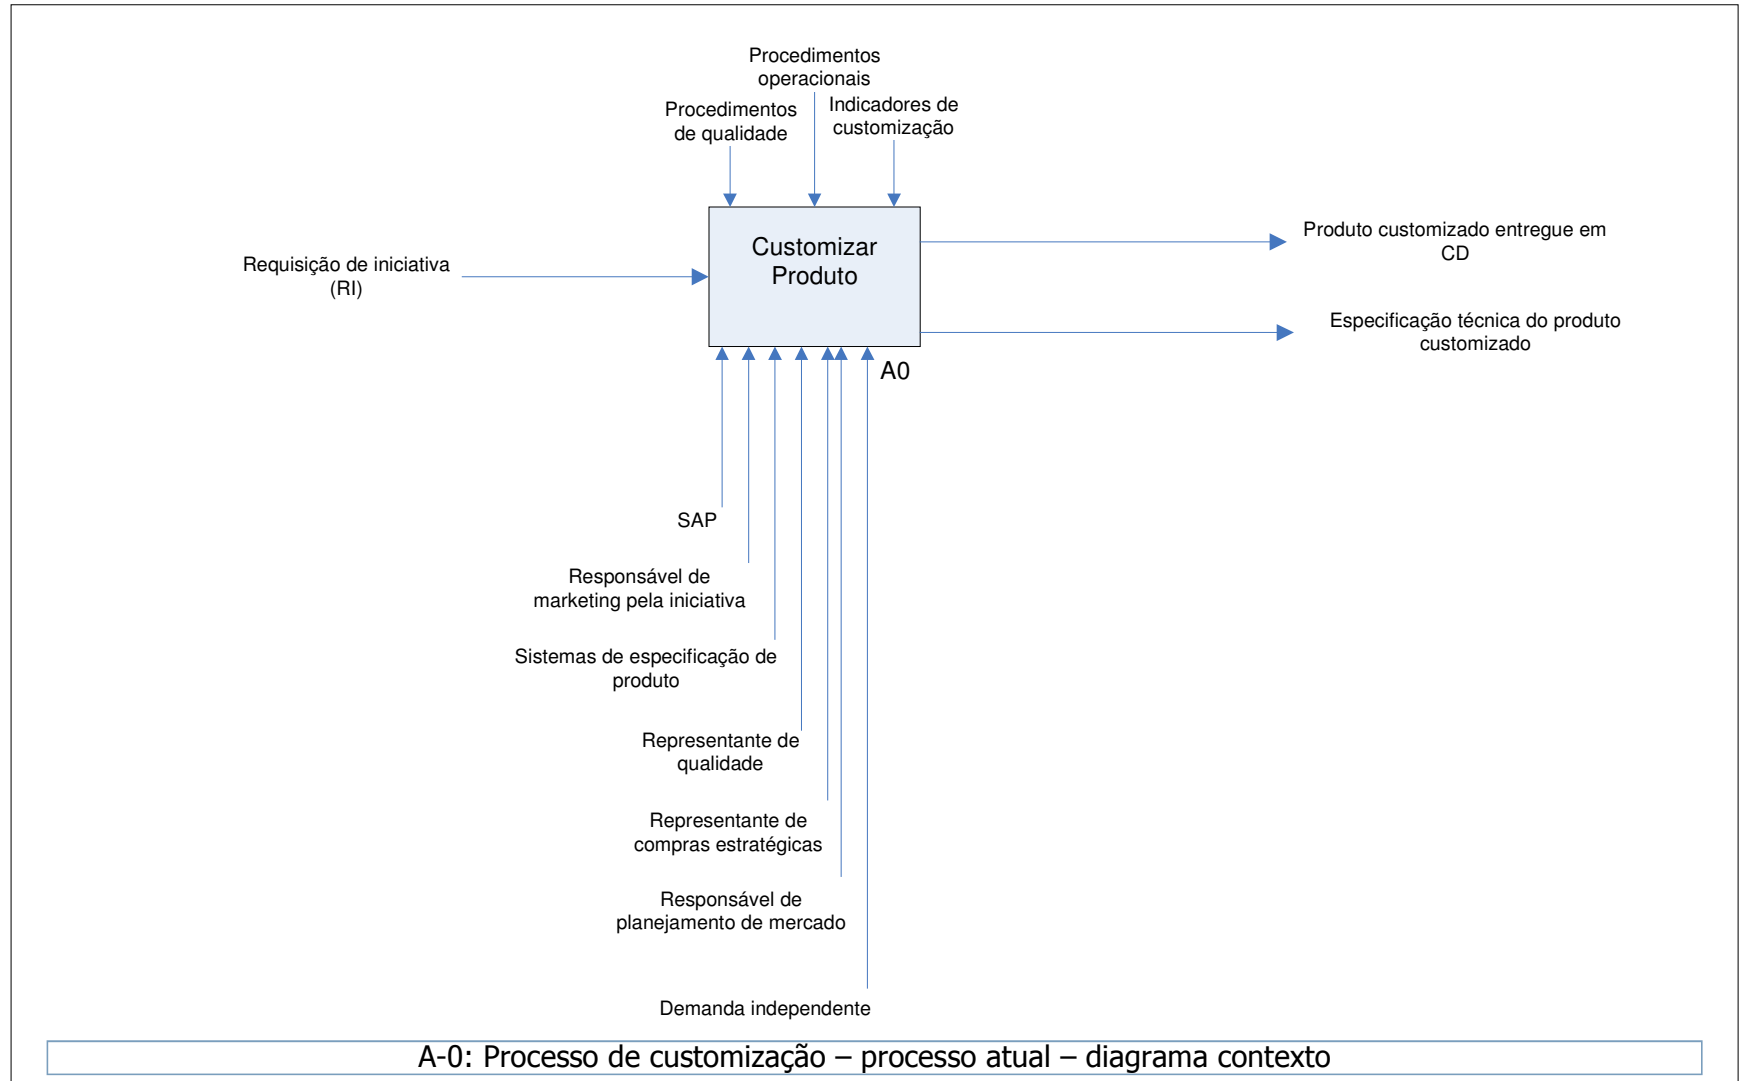 Procedimentos
operacionais
Procedimentos
de qualidade
Indicadores de
customização
Customizar
Produto
Requisição de iniciativa
(RI)
Produto customizado entregue em
CD
Especificação técnica do produto
customizado
A0
SAP
Responsável de
marketing pela iniciativa
Sistemas de especificação de
produto
Representante de
qualidade
Representante de
compras estratégicas
Responsável de
planejamento de mercado
Demanda independente
A-0: Processo de customização – processo atual – diagrama contexto